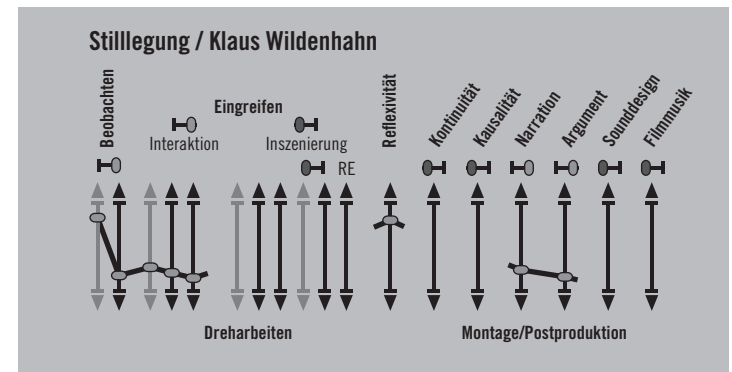 Stilllegung / Klaus Wildenhahn
Beobachten
Eingreifen
Interaktion
Inszenierung
RE
Reflexivität
Kontinuität
Kausalität
Narration
Argument
Sounddesign
Filmmusik
Dreharbeiten
Montage/Postproduktion